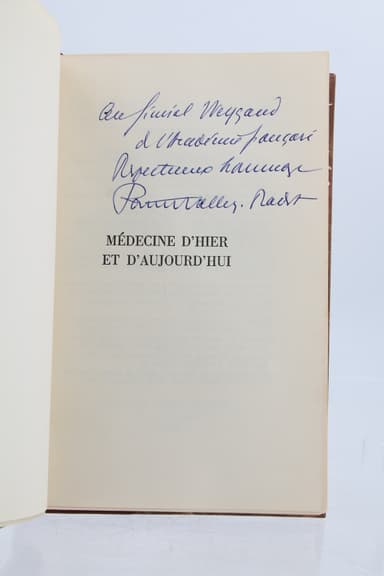 Au Général Weygand
de l'Académie française
Respectueux hommage
Pasteur Vallery-Radot
MÉDECINE D'HIER
ET D'AUJOURD'HUI